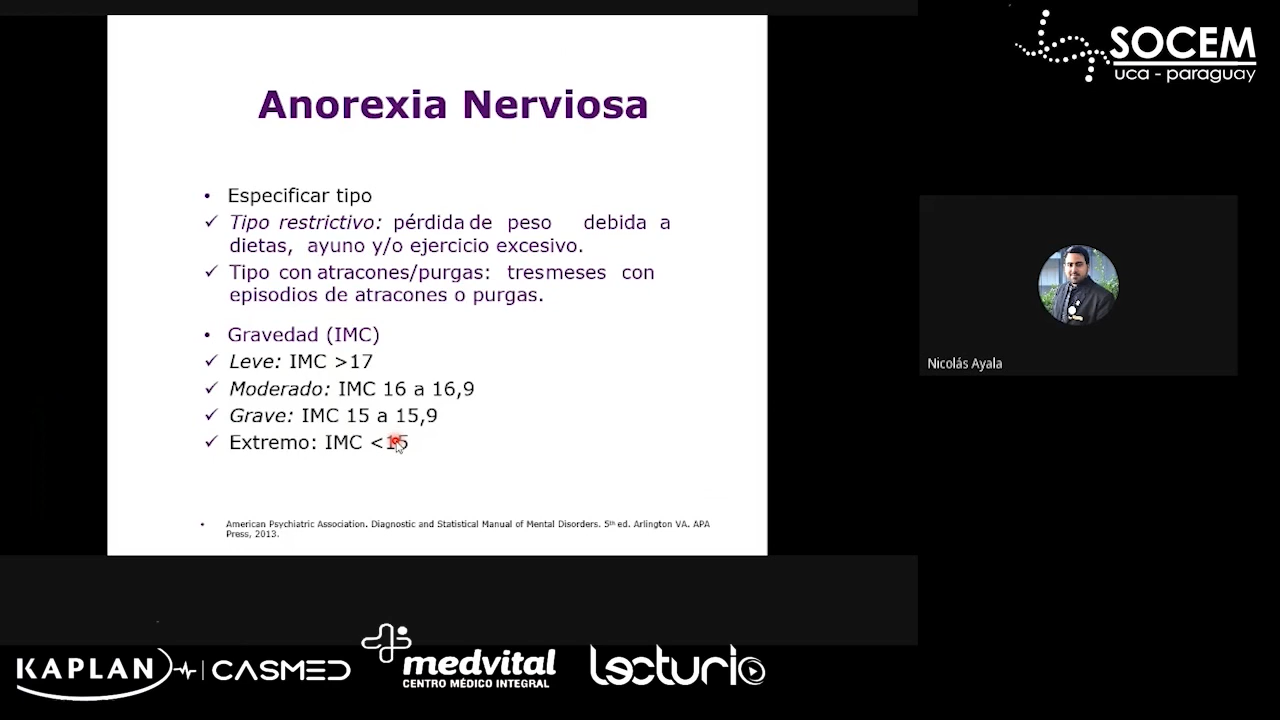 SOCEM
uca - paraguay
Anorexia Nerviosa
• Especificar tipo
✓ Tipo restrictivo: pérdida de peso debida a
dietas, ayuno y/o ejercicio excesivo.
✓ Tipo con atracones/purgas: tresmeses con
episodios de atracones o purgas.
• Gravedad (IMC)
✓ Leve: IMC >17
✓ Moderado: IMC 16 a 16,9
✓ Grave: IMC 15 a 15,9
✓ Extremo: IMC <15
• American Psychiatric Association. Diagnostic and Statistical Manual of Mental Disorders. 5th ed. Arlington VA. APA
Press, 2013.
Nicolás Ayala
KAPLAN | CASMED
medvital
CENTRO MÉDICO INTEGRAL
lecturio